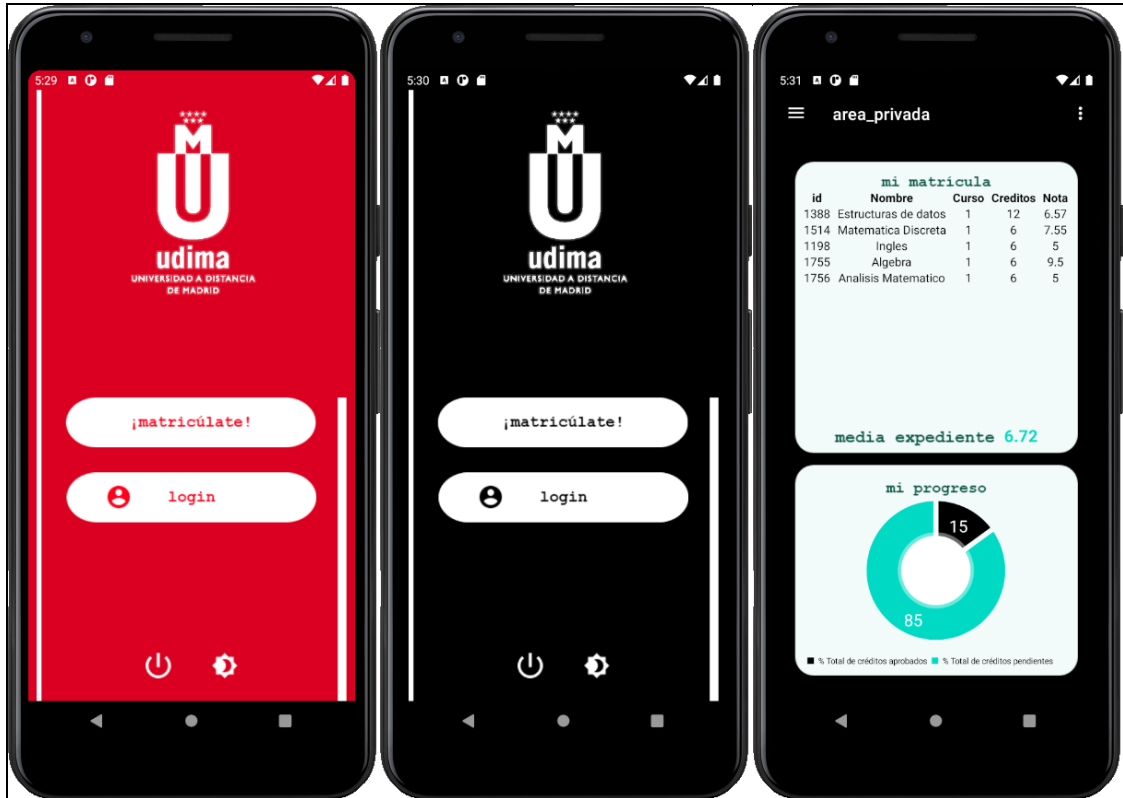 5:29
★★★★
★★★
M
U
udima
UNIVERSIDAD A DISTANCIA
DE MADRID
¡matricúlate!
login
5:30
★★★★
★★★
M
U
udima
UNIVERSIDAD A DISTANCIA
DE MADRID
¡matricúlate!
login
5:31
area_privada
mi matrícula
id Nombre Curso Creditos Nota
1388 Estructuras de datos 1 12 6.57
1514 Matematica Discreta 1 6 7.55
1198 Ingles 1 6 5
1755 Algebra 1 6 9.5
1756 Analisis Matematico 1 6 5
media expediente 6.72
mi progreso
15
85
% Total de créditos aprobados % Total de créditos pendientes